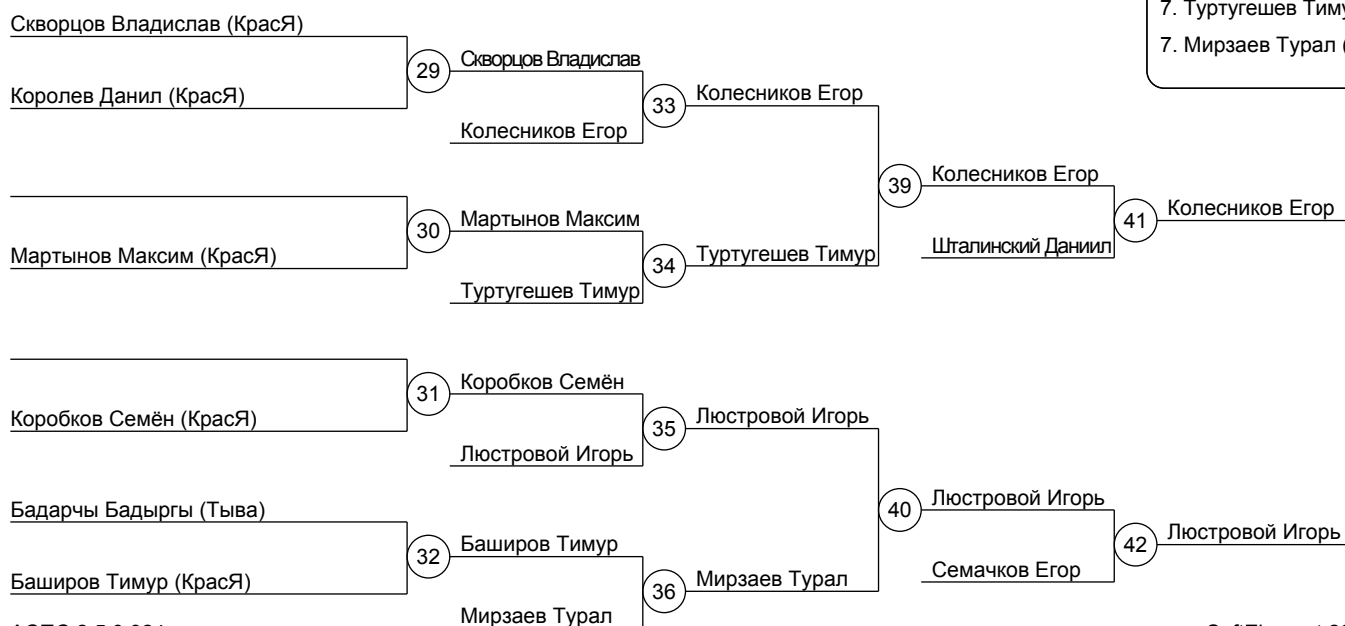 7. Туртугешев Тиму
7. Мирзаев Турал (
Скворцов Владислав (КрасЯ)
29
Скворцов Владислав
Королев Данил (КрасЯ)
33
Колесников Егор
Колесников Егор
39
Колесников Егор
30
Мартынов Максим
Мартынов Максим (КрасЯ)
34
Туртугешев Тимур
Туртугешев Тимур
41
Колесников Егор
Шталинский Даниил
31
Коробков Семён
Коробков Семён (КрасЯ)
35
Люстровой Игорь
Люстровой Игорь
40
Люстровой Игорь
Бадарчы Бадыргы (Тыва)
32
Баширов Тимур
Баширов Тимур (КрасЯ)
36
Мирзаев Турал
Мирзаев Турал
42
Люстровой Игорь
Семачков Егор